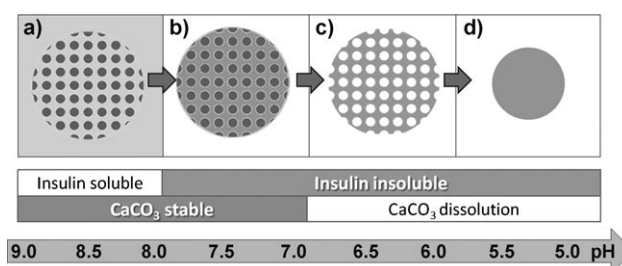 a) b) c) d)
Insulin soluble Insulin insoluble
CaCO₃ stable CaCO₃ dissolution
9.0 8.5 8.0 7.5 7.0 6.5 6.0 5.5 5.0 pH